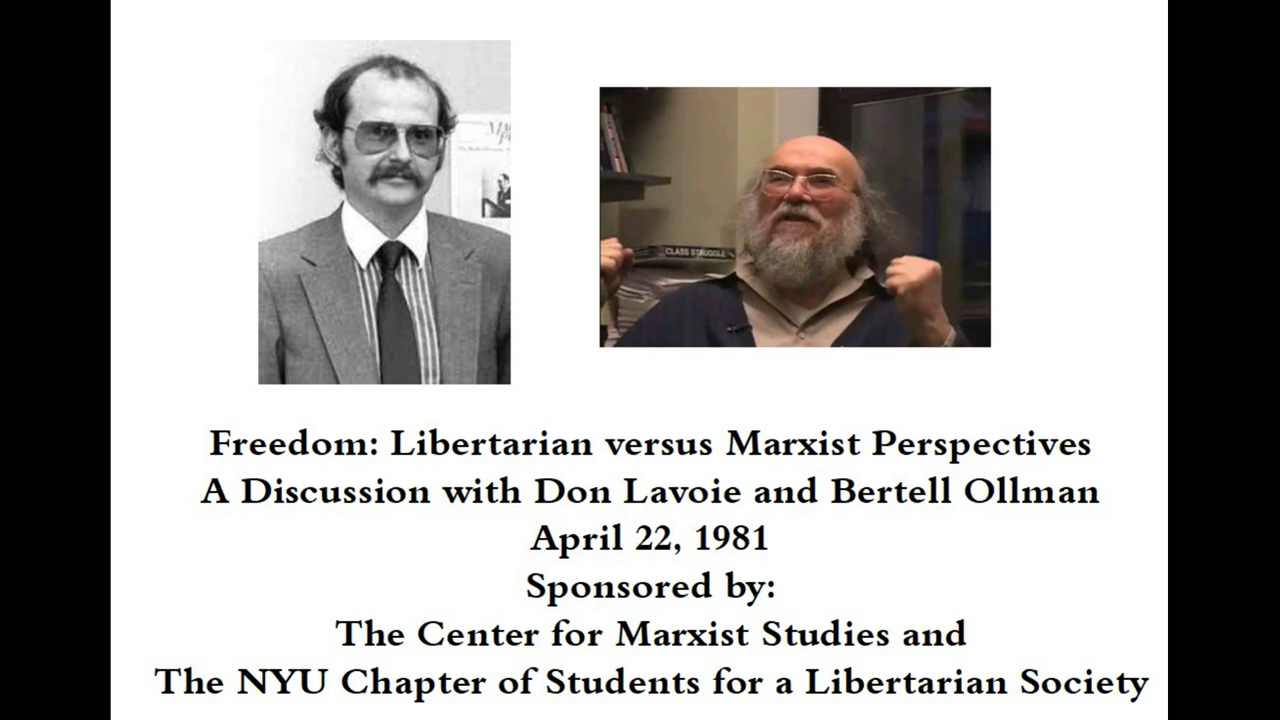 CLASS STRUGGLE
Freedom: Libertarian versus Marxist Perspectives
A Discussion with Don Lavoie and Bertell Ollman
April 22, 1981
Sponsored by:
The Center for Marxist Studies and
The NYU Chapter of Students for a Libertarian Society